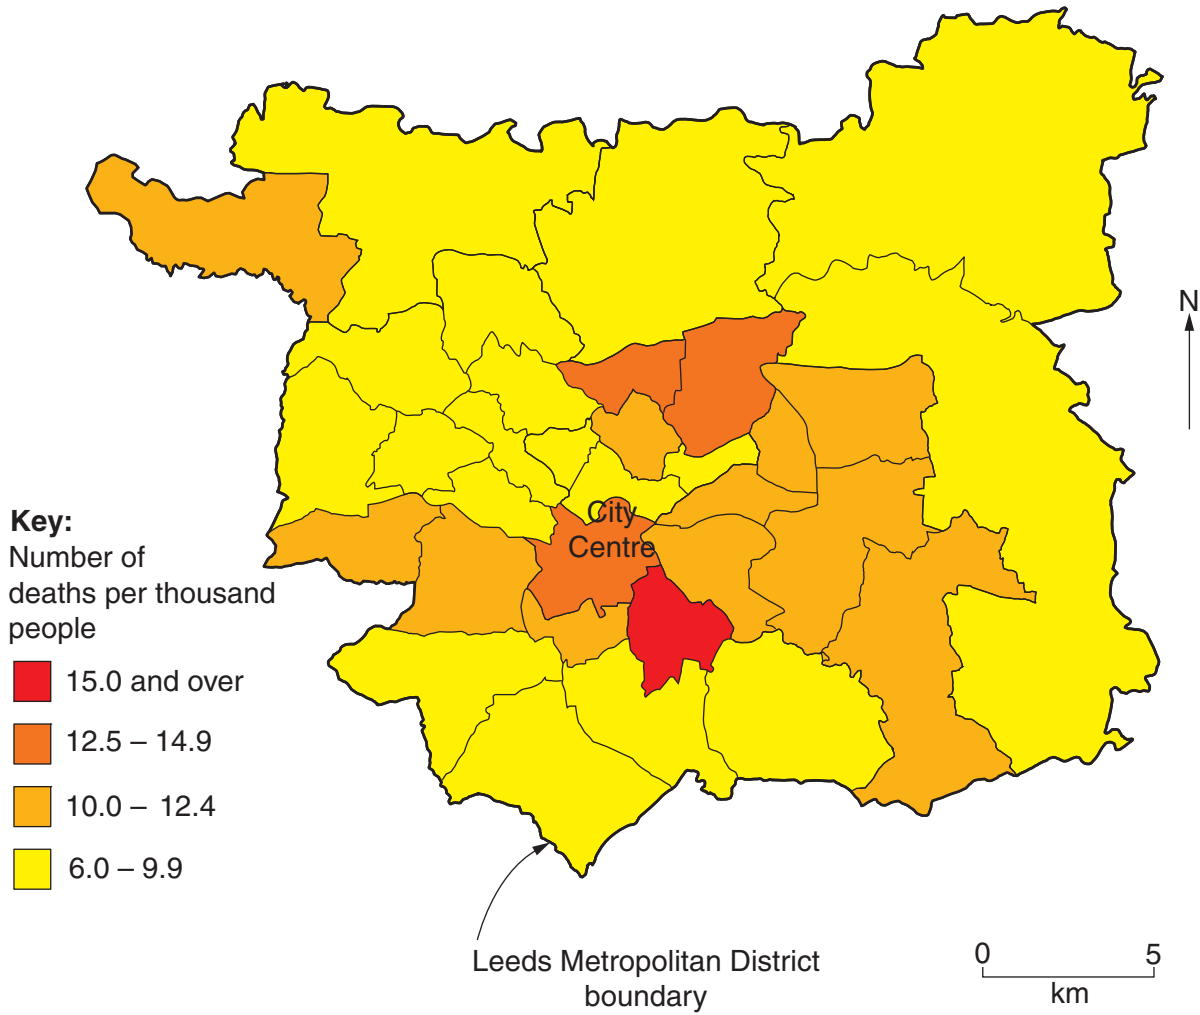 N
City
Centre
Key:
Number of
deaths per thousand
people
15.0 and over
12.5 – 14.9
10.0 – 12.4
6.0 – 9.9
Leeds Metropolitan District
boundary
0 5
km